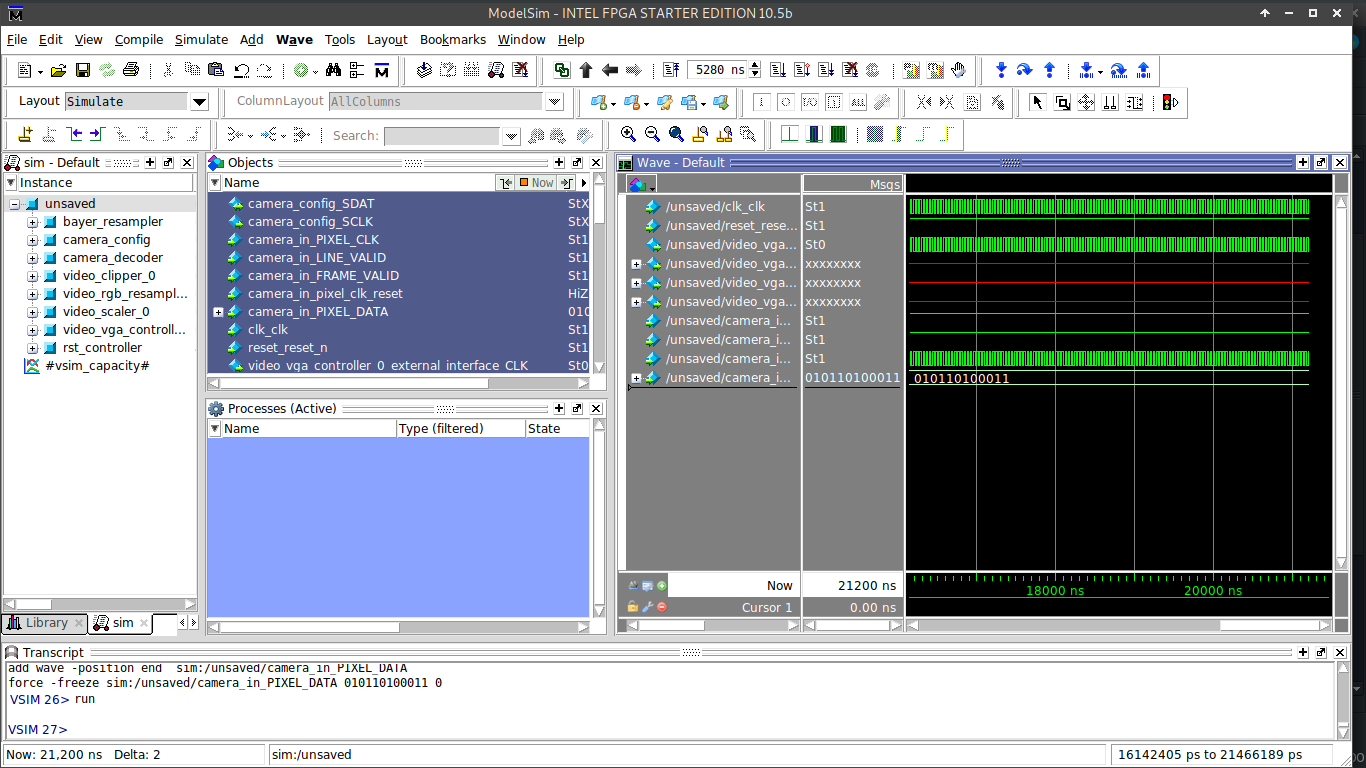 ModelSim - INTEL FPGA STARTER EDITION 10.5b
File Edit View Compile Simulate Add Wave Tools Layout Bookmarks Window Help
5280 ns
Layout Simulate ColumnLayout AllColumns
Search:
sim - Default
Instance
unsaved
bayer_resampler
camera_config
camera_decoder
video_clipper_0
video_rgb_resampl...
video_scaler_0
video_vga_controll...
rst_controller
#vsim_capacity#
Library sim
Objects
Name Now
camera_config_SDAT StX
camera_config_SCLK StX
camera_in_PIXEL_CLK St1
camera_in_LINE_VALID St1
camera_in_FRAME_VALID St1
camera_in_pixel_clk_reset HiZ
camera_in_PIXEL_DATA 010
clk_clk St1
reset_reset_n St1
video_vga_controller_0_external_interface_CLK St0
Processes (Active)
Name Type (filtered) State
Wave - Default
Msgs
/unsaved/clk_clk St1
/unsaved/reset_rese... St1
/unsaved/video_vga... St0
/unsaved/video_vga... xxxxxxxx
/unsaved/video_vga... xxxxxxxx
/unsaved/video_vga... xxxxxxxx
/unsaved/camera_i... St1
/unsaved/camera_i... St1
/unsaved/camera_i... St1
/unsaved/camera_i... 010110100011 010110100011
Now 21200 ns
Cursor 1 0.00 ns
18000 ns 20000 ns
Transcript
add wave -position end  sim:/unsaved/camera_in_PIXEL_DATA
force -freeze sim:/unsaved/camera_in_PIXEL_DATA 010110100011 0
VSIM 26> run
VSIM 27>
Now: 21,200 ns Delta: 2 sim:/unsaved 16142405 ps to 21466189 ps